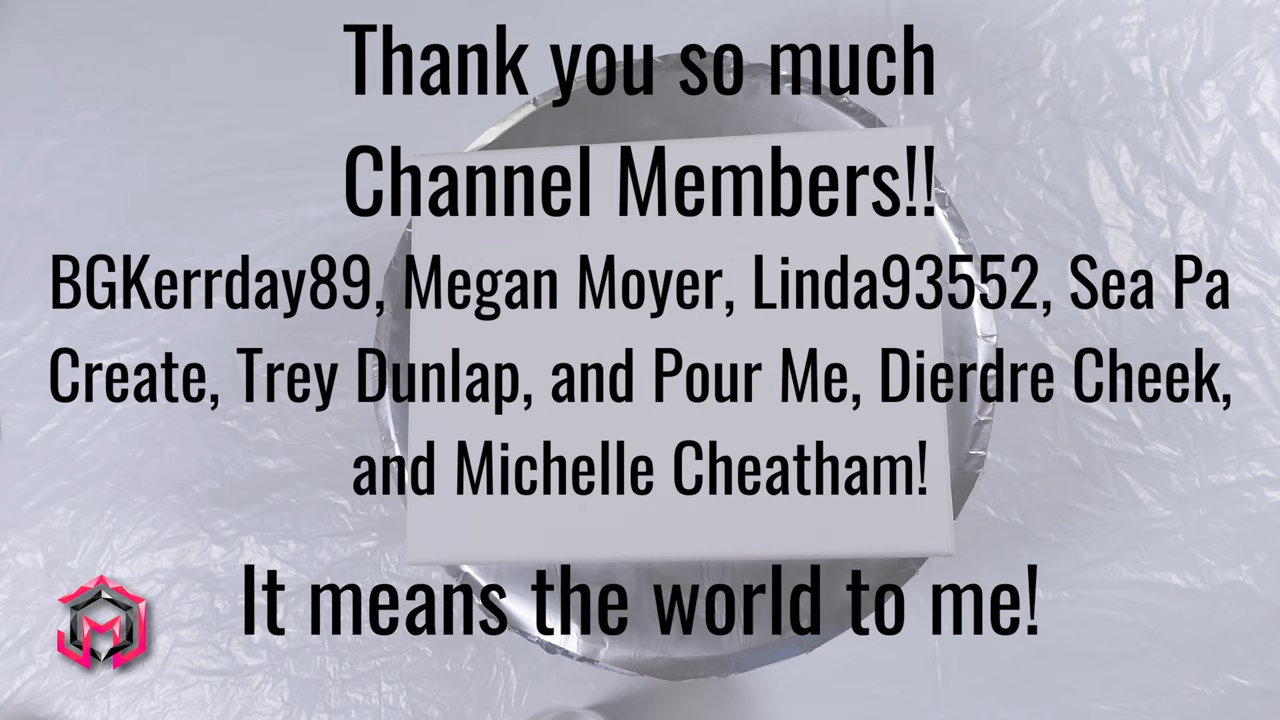 Thank you so much
Channel Members!!
BGKerrday89, Megan Moyer, Linda93552, Sea Pa
Create, Trey Dunlap, and Pour Me, Dierdre Cheek,
and Michelle Cheatham!
It means the world to me!
M